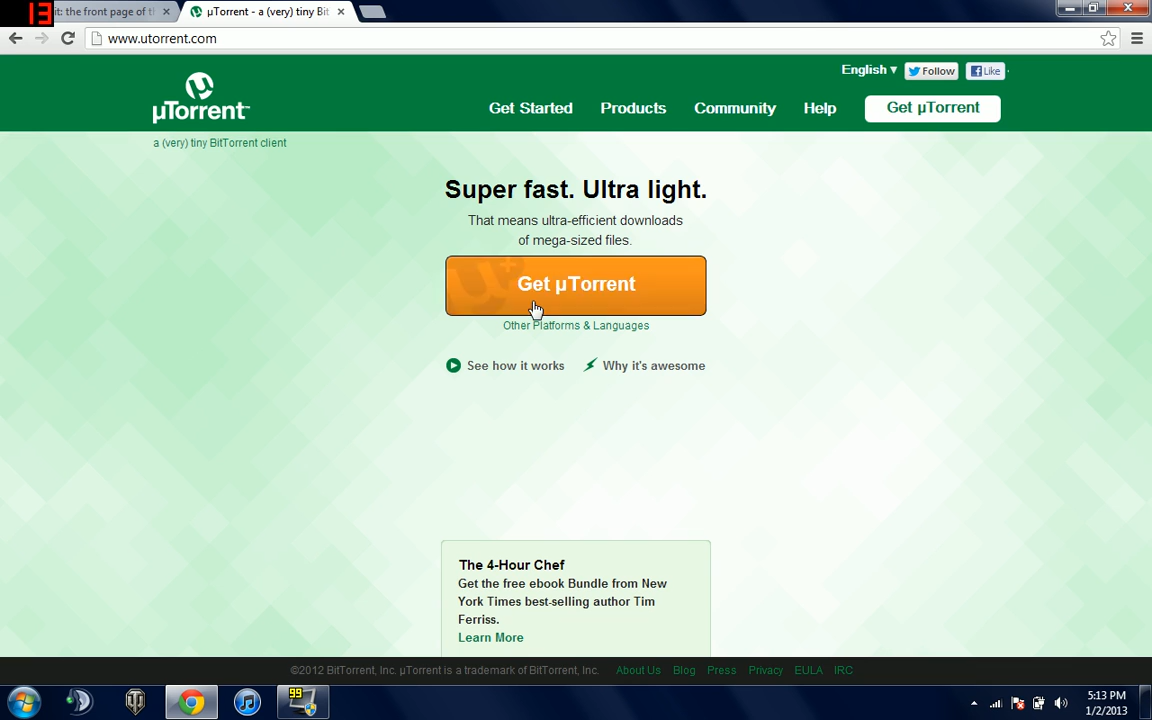 13
it: the front page of th
µTorrent - a (very) tiny Bit
www.utorrent.com
English ▾
Follow
Like
µTorrent
Get Started
Products
Community
Help
Get µTorrent
a (very) tiny BitTorrent client
Super fast. Ultra light.
That means ultra-efficient downloads
of mega-sized files.
Get µTorrent
Other Platforms & Languages
See how it works
Why it's awesome
The 4-Hour Chef
Get the free ebook Bundle from New
York Times best-selling author Tim
Ferriss.
Learn More
©2012 BitTorrent, Inc. µTorrent is a trademark of BitTorrent, Inc.
About Us
Blog
Press
Privacy
EULA
IRC
99
5:13 PM
1/2/2013